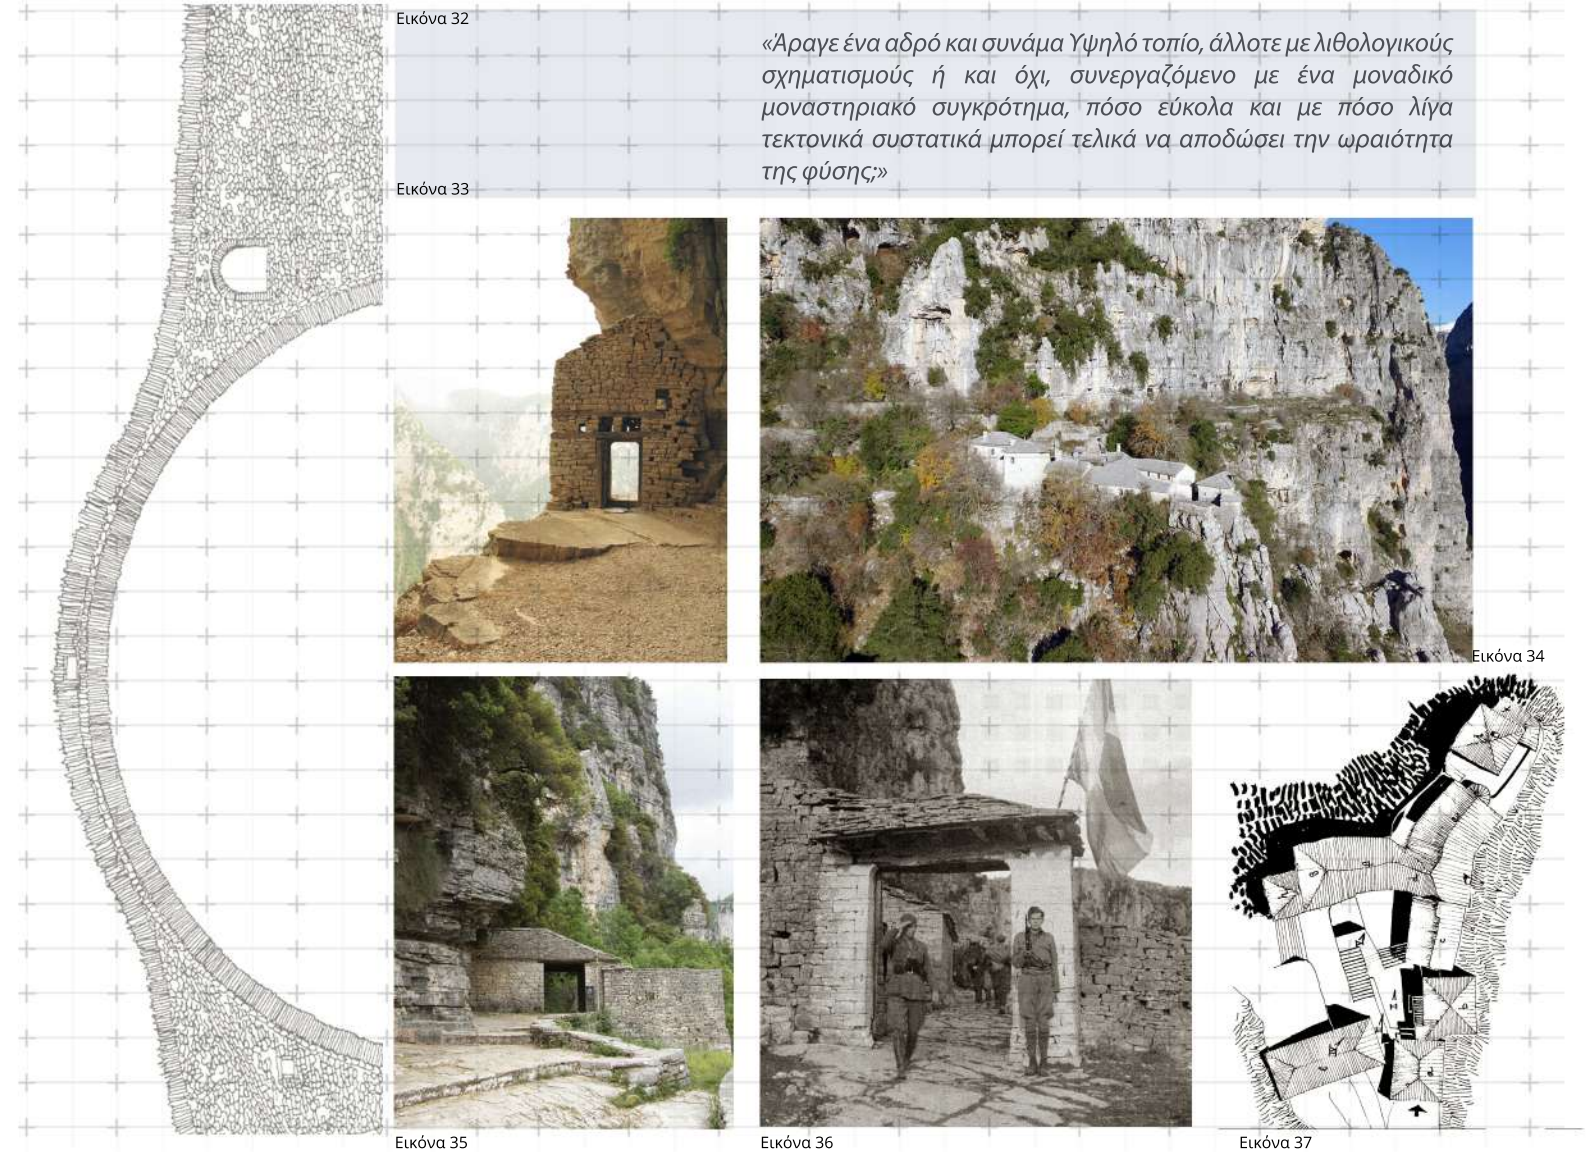 Εικόνα 32
«Άραγε ένα αδρό και συνάμα Υψηλό τοπίο, άλλοτε με λιθολογικούς
σχηματισμούς ή και όχι, συνεργαζόμενο με ένα μοναδικό
μοναστηριακό συγκρότημα, πόσο εύκολα και με πόσο λίγα
τεκτονικά συστατικά μπορεί τελικά να αποδώσει την ωραιότητα
της φύσης;»
Εικόνα 33
Εικόνα 34
Εικόνα 35
Εικόνα 36
Εικόνα 37